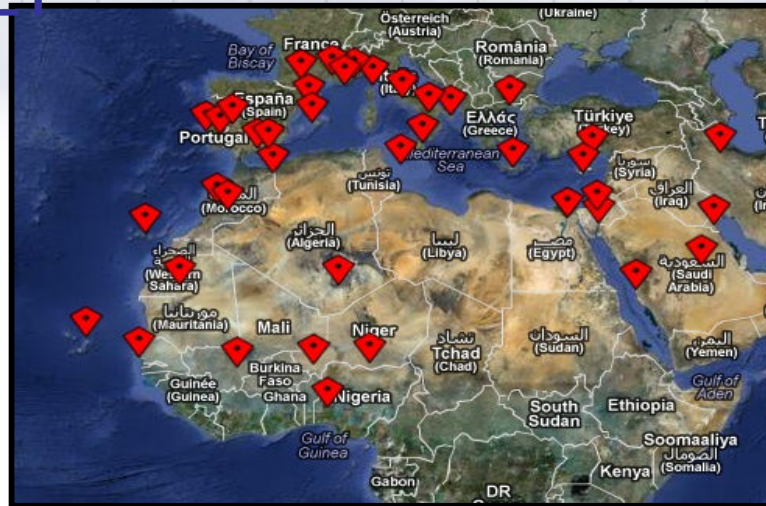 Österreich
(Austria)
(Ukraine)
Bay of
Biscay
France
România
(Romania)
España
(Spain)
Portugal
Ελλάς
(Greece)
Türkiye
Mediterranean
Sea
تونس
(Tunisia)
سوريا
(Syria)
العراق
(Iraq)
(Morocco)
الجزائر
(Algeria)
ليبيا
(Libya)
مصر
(Egypt)
الصحراء
(Western
Sahara)
السعودية
(Saudi
Arabia)
موريتانيا
(Mauritania)
Mali
Niger
تشاد
Tchad
(Chad)
السودان
(Sudan)
اليمن
(Yemen)
Burkina
Faso
Guinée
(Guinea)
Ghana
Nigeria
Gulf of
Aden
South
Sudan
Ethiopia
Gulf of
Guinea
Soomaaliya
الصومال
(Somalia)
Kenya
Gabon
DR